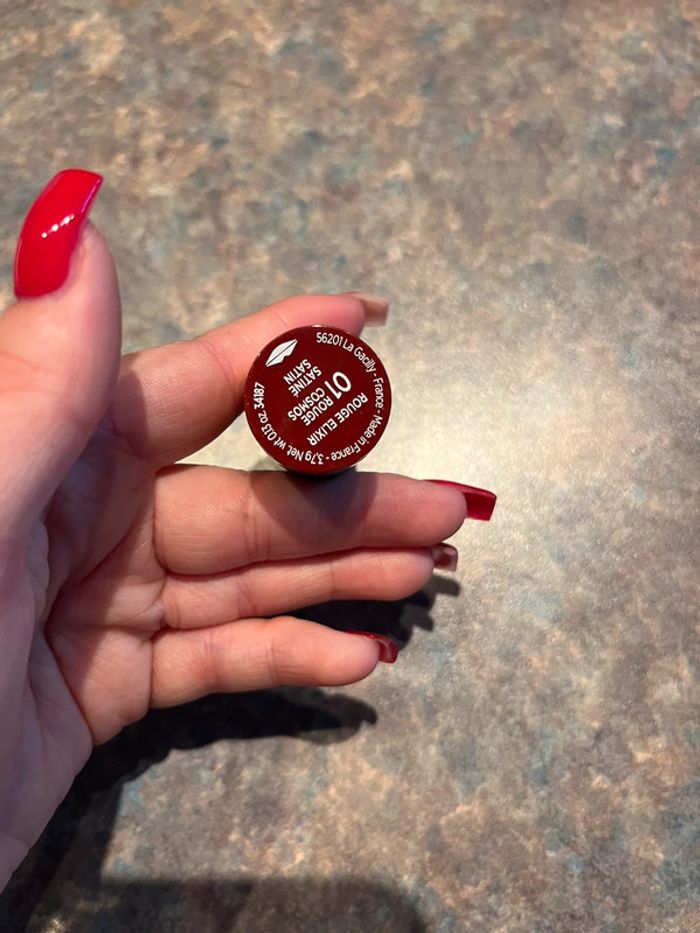 56201 La Gacilly - France - Made in France - 3,7g Net wt 0.13 oz. 34187
ROUGE ELIXIR
01 ROUGE
COSMOS
SATINÉ
SATIN